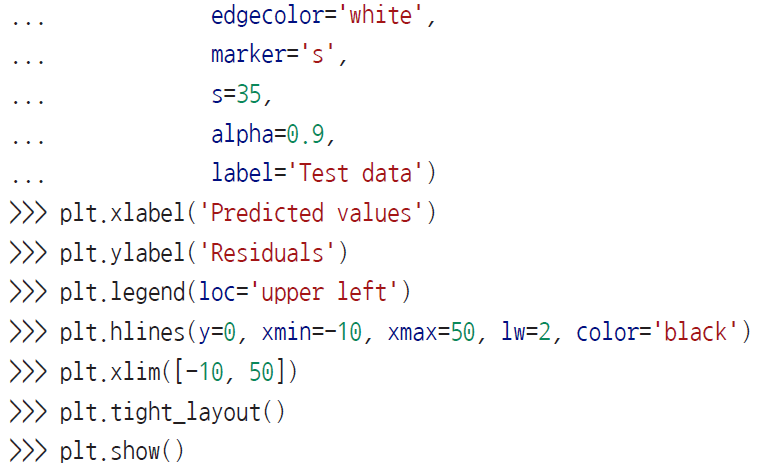 ...             edgecolor='white',
...             marker='s',
...             s=35,
...             alpha=0.9,
...             label='Test data')
>>> plt.xlabel('Predicted values')
>>> plt.ylabel('Residuals')
>>> plt.legend(loc='upper left')
>>> plt.hlines(y=0, xmin=-10, xmax=50, lw=2, color='black')
>>> plt.xlim([-10, 50])
>>> plt.tight_layout()
>>> plt.show()